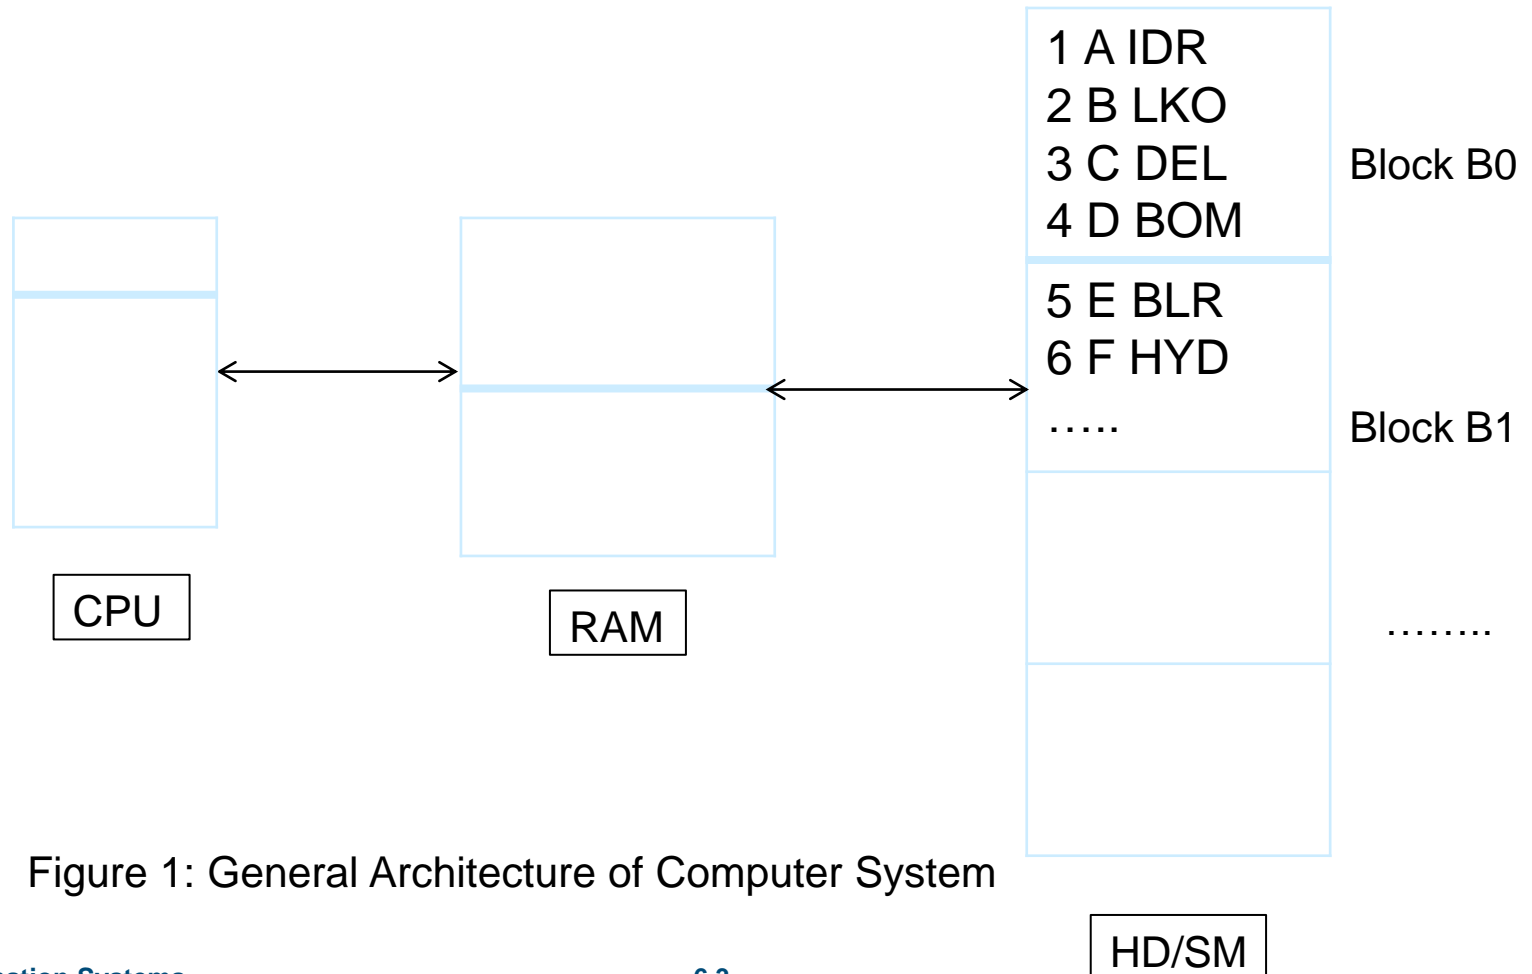 1 A IDR
2 B LKO
3 C DEL
4 D BOM
Block B0
5 E BLR
6 F HYD
…..
Block B1
……..
CPU
RAM
Figure 1: General Architecture of Computer System
HD/SM
Systems